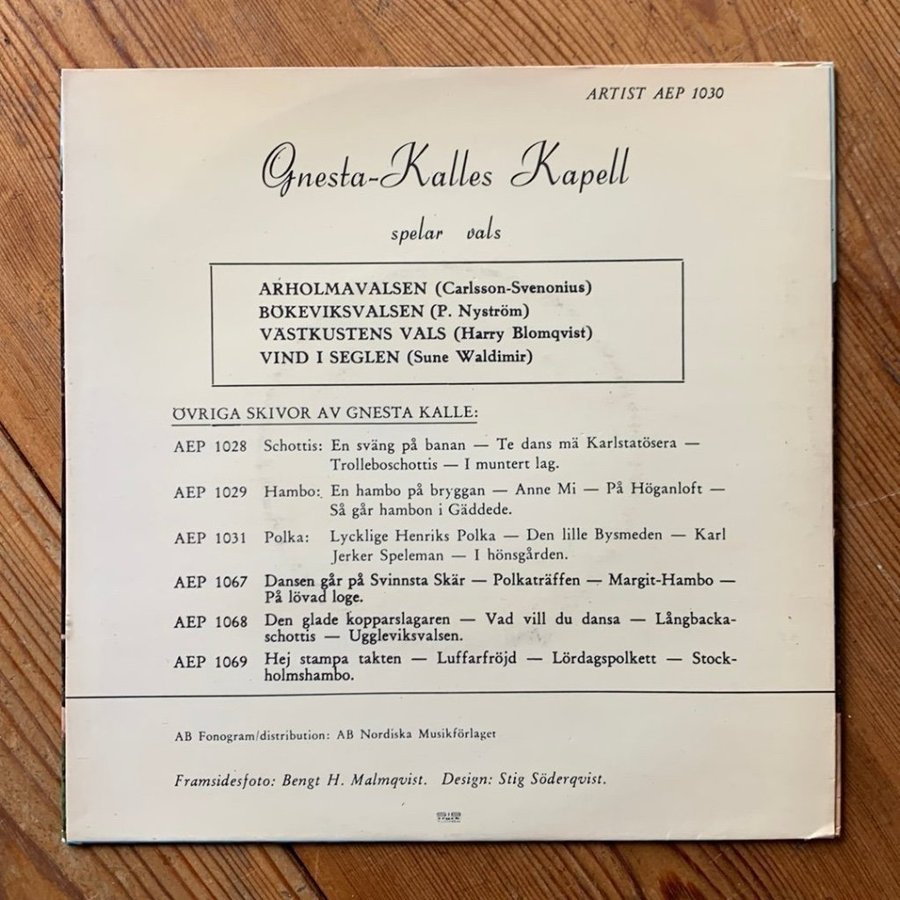 ARTIST AEP 1030
Gnesta-Kalles Kapell
spelar vals
ARHOLMAVALSEN (Carlsson-Svenonius)
BÖKEVIKSVALSEN (P. Nyström)
VÄSTKUSTENS VALS (Harry Blomqvist)
VIND I SEGLEN (Sune Waldimir)
ÖVRIGA SKIVOR AV GNESTA KALLE:
AEP 1028 Schottis: En sväng på banan — Te dans mä Karlstatösera —
Trolleboschottis — I muntert lag.
AEP 1029 Hambo: En hambo på bryggan — Anne Mi — På Höganloft —
Så går hambon i Gäddede.
AEP 1031 Polka: Lycklige Henriks Polka — Den lille Bysmeden — Karl
Jerker Speleman — I hönsgården.
AEP 1067 Dansen går på Svinnsta Skär — Polkaträffen — Margit-Hambo —
På lövad loge.
AEP 1068 Den glade kopparslagaren — Vad vill du dansa — Långbacka-
schottis — Uggleviksvalsen.
AEP 1069 Hej stampa takten — Luffarfröjd — Lördagspolkett — Stock-
holmshambo.
AB Fonogram/distribution: AB Nordiska Musikförlaget
Framsidesfoto: Bengt H. Malmqvist. Design: Stig Söderqvist.